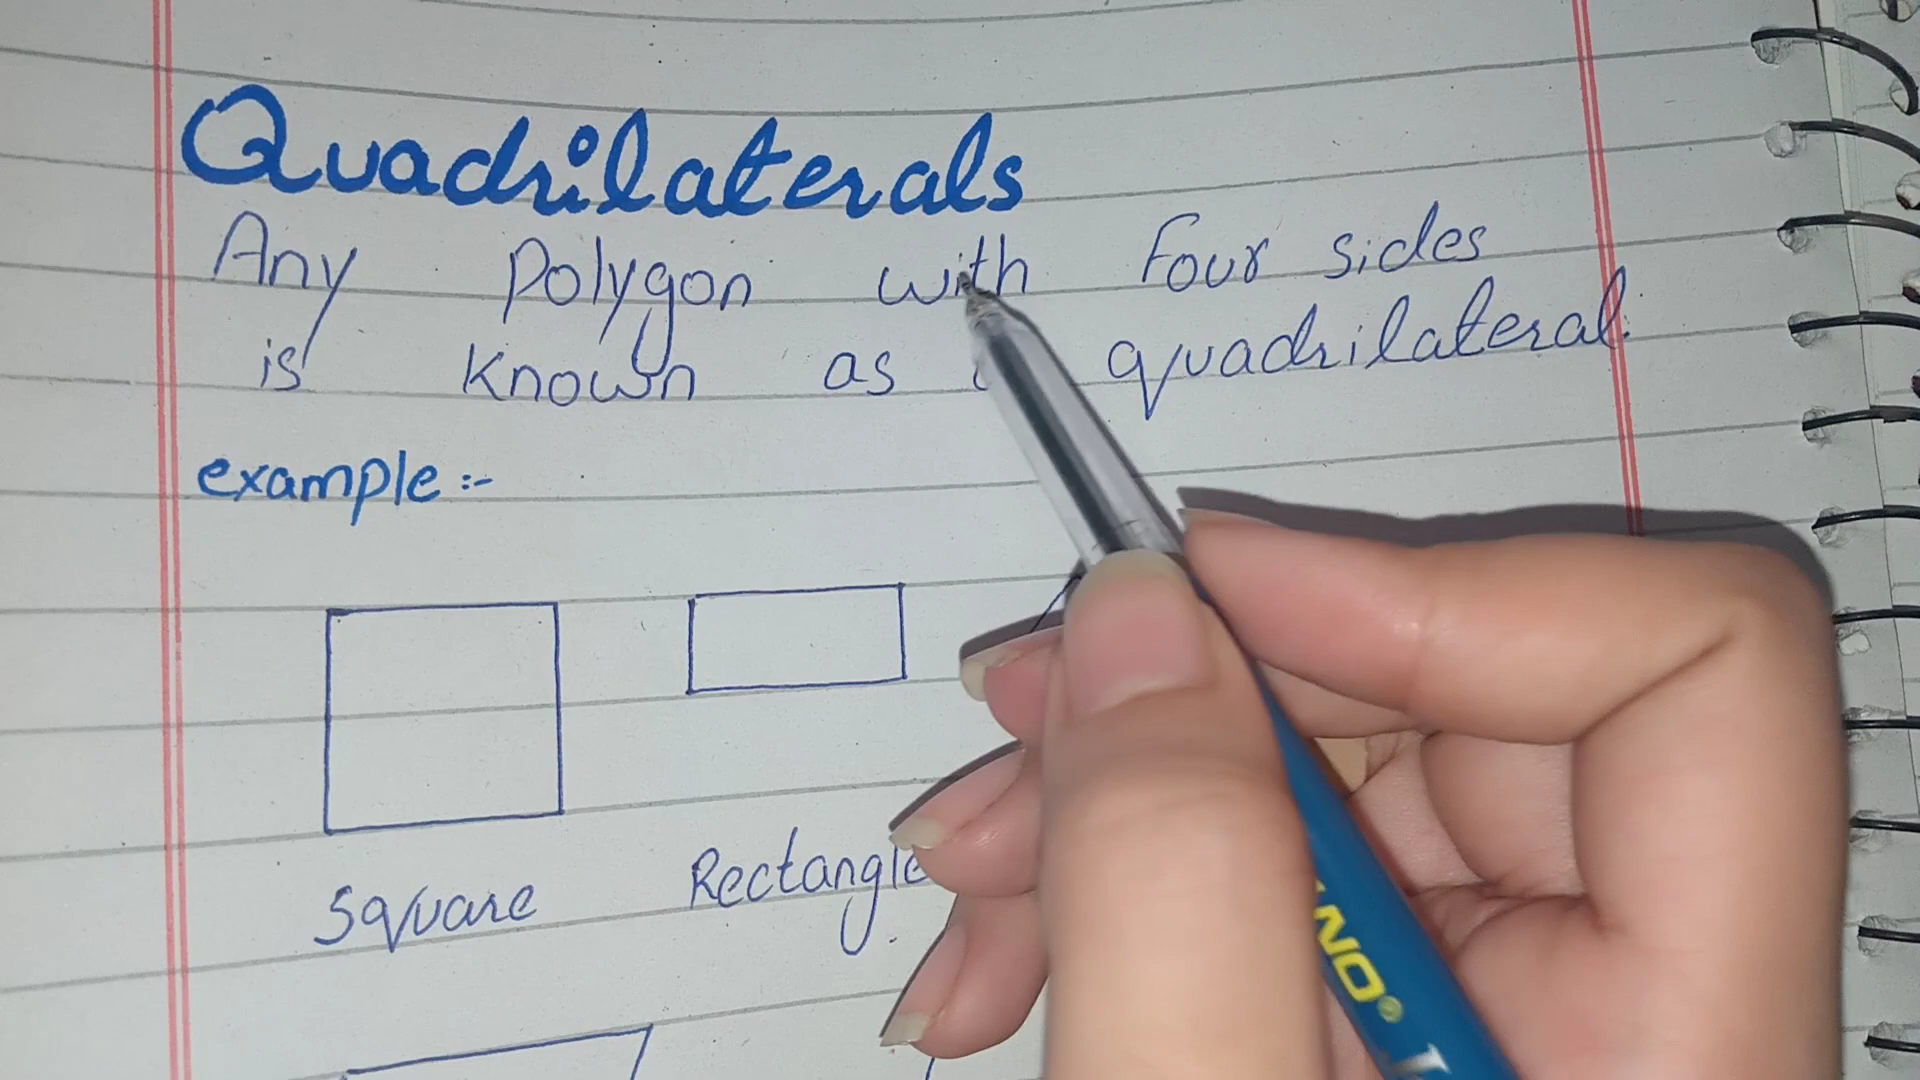 Quadrilaterals
Any Polygon with Four sides
is Known as quadrilateral.
example :-
Square
Rectangle